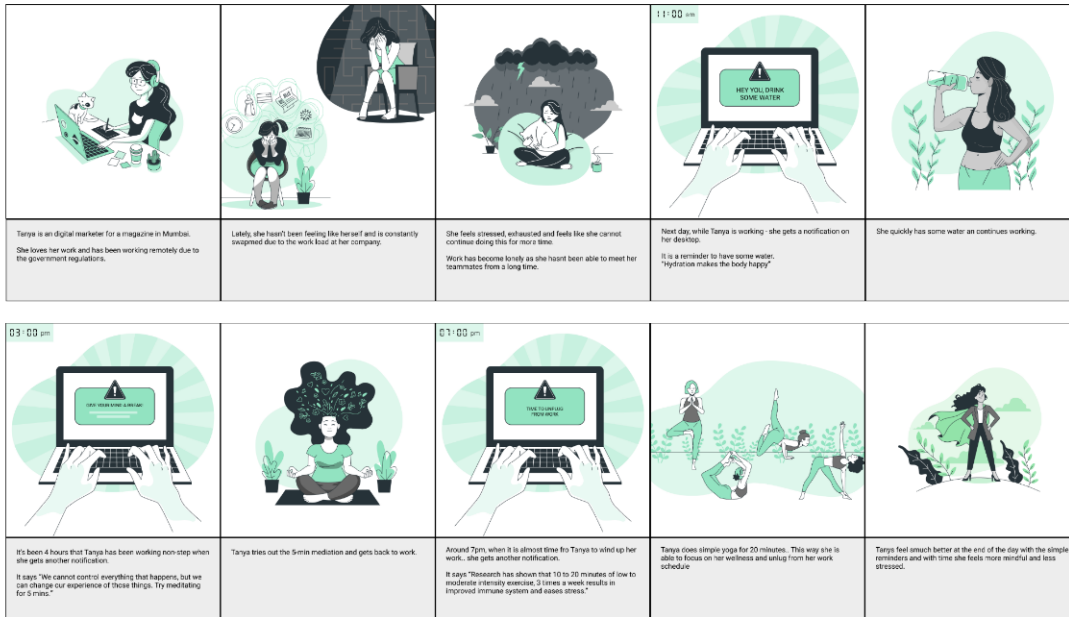 Tanya is an digital marketer for a magazine in Mumbai.
She loves her work and has been working remotely due to
the government regulations.
Lately, she hasn't been feeling like herself and is constantly
swapmed due to the work load at her company.
She feels stressed, exhausted and feels like she cannot
continue doing this for more time.
Work has become lonely as she hasnt been able to meet her
teammates from a long time.
11:00 am
HEY YOU, DRINK
SOME WATER
Next day, while Tanya is working - she gets a notification on
her desktop.
It is a reminder to have some water.
"Hydration makes the body happy"
She quickly has some water an continues working.
03:00 pm
GIVE YOUR MIND A BREAK!
It's been 4 hours that Tanya has been working non-step when
she gets another notification.
It says "We cannot control everything that happens, but we
can change our experience of those things. Try meditating
for 5 mins."
Tanya tries out the 5-min mediation and gets back to work.
07:00 pm
TIME TO UNPLUG
FROM WORK
Around 7pm, when it is almost time fro Tanya to wind up her
work.. she gets another notification.
It says "Research has shown that 10 to 20 minutes of low to
moderate intensity exercise, 3 times a week results in
improved immune system and eases stress."
Tanya does simple yoga for 20 minutes.. This way she is
able to focus on her wellness and unlug from her work
schedule
Tanys feel amuch better at the end of the day with the simple
reminders and with time she feels more mindful and less
stressed.